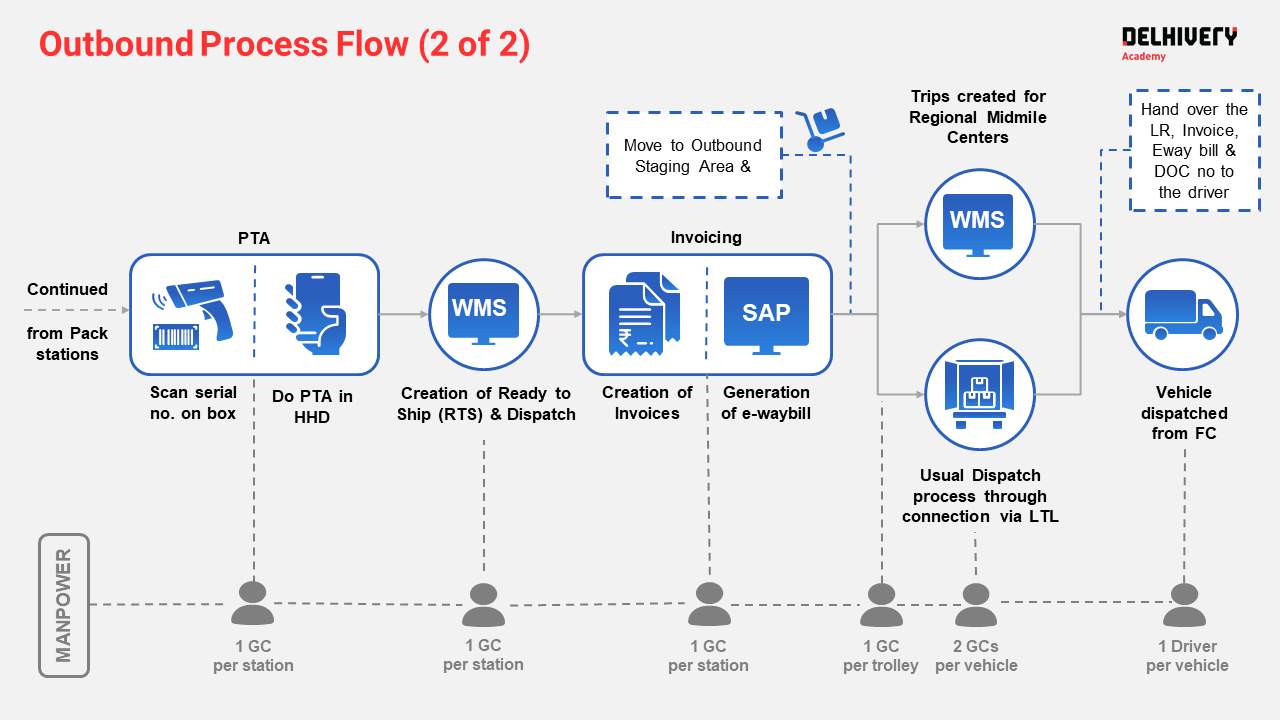 Outbound Process Flow (2 of 2)
DELHIVERY
Academy
Continued
from Pack
stations
PTA
Scan serial
no. on box
Do PTA in
HHD
WMS
Creation of Ready to
Ship (RTS) & Dispatch
Move to Outbound
Staging Area &
Invoicing
₹
SAP
Creation of
Invoices
Generation
of e-waybill
Trips created for
Regional Midmile
Centers
WMS
Usual Dispatch
process through
connection via LTL
Hand over the
LR, Invoice,
Eway bill &
DOC no to
the driver
Vehicle
dispatched
from FC
MANPOWER
1 GC
per station
1 GC
per station
1 GC
per station
1 GC
per trolley
2 GCs
per vehicle
1 Driver
per vehicle